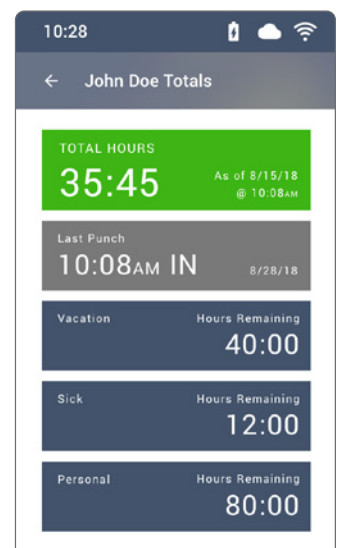 10:28
← John Doe Totals
TOTAL HOURS
35:45
As of 8/15/18
@ 10:08AM
Last Punch
10:08AM IN
8/28/18
Vacation
Hours Remaining
40:00
Sick
Hours Remaining
12:00
Personal
Hours Remaining
80:00